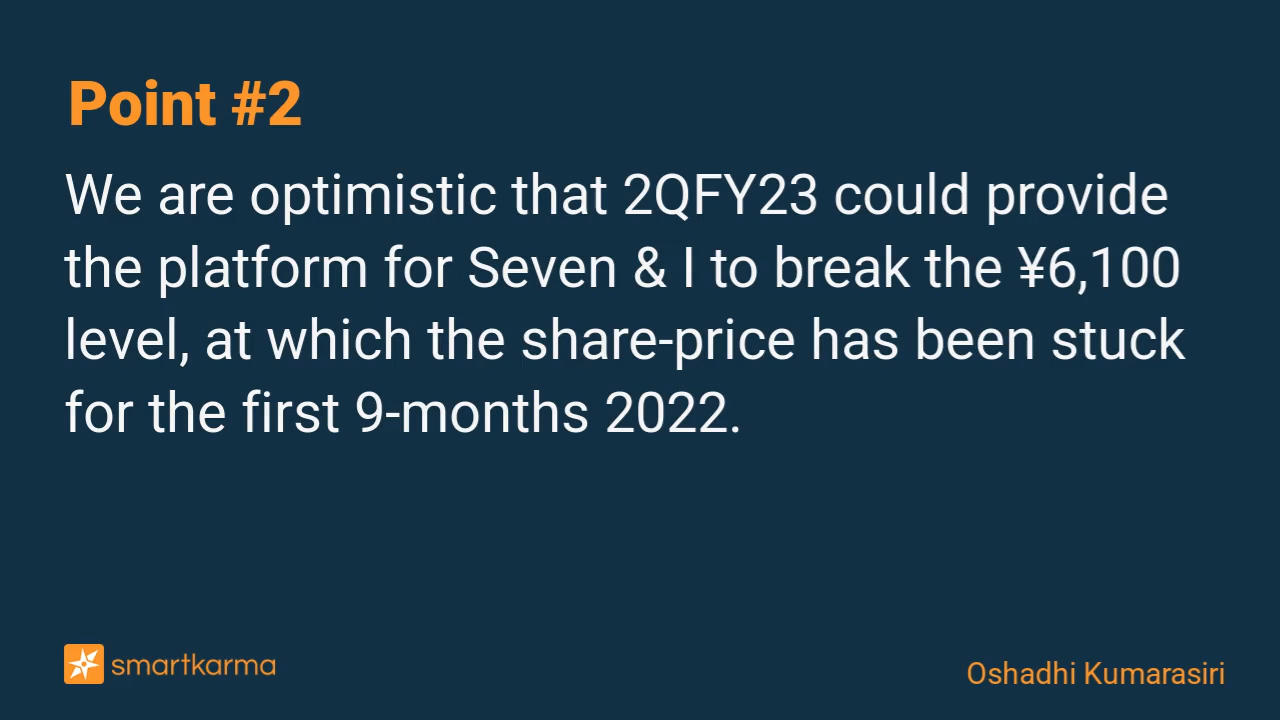 Point #2
We are optimistic that 2QFY23 could provide
the platform for Seven & I to break the ¥6,100
level, at which the share-price has been stuck
for the first 9-months 2022.
smartkarma
Oshadhi Kumarasiri